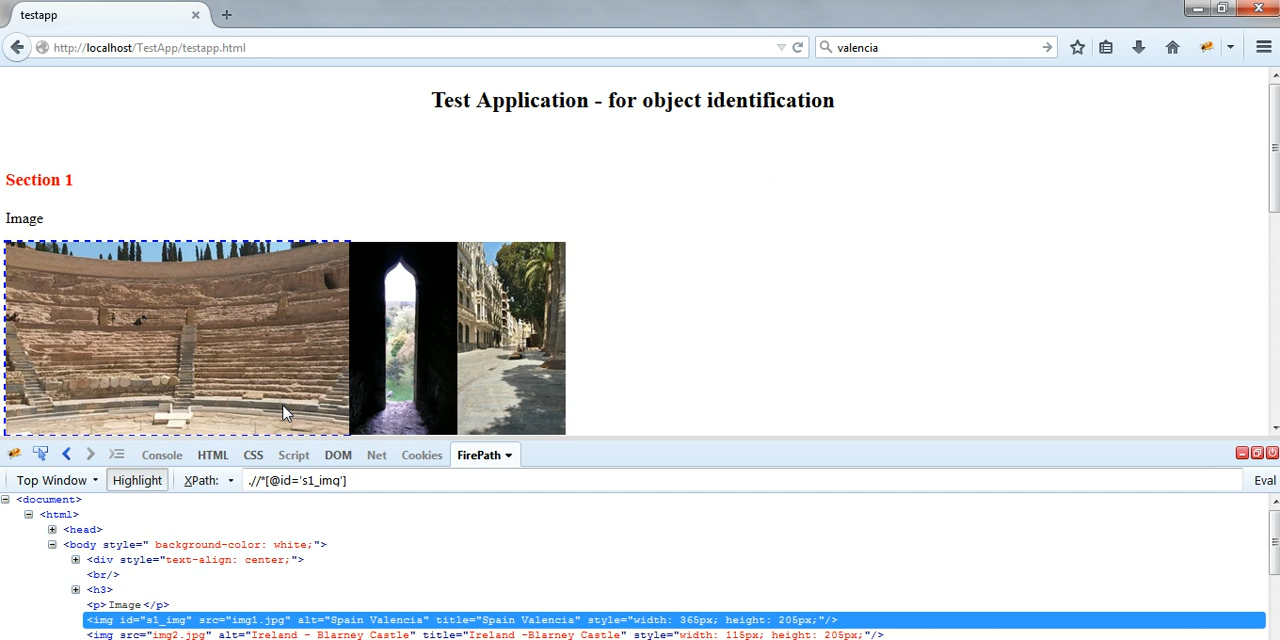 testapp
http://localhost/TestApp/testapp.html
valencia
Test Application - for object identification
Section 1
Image
Console HTML CSS Script DOM Net Cookies FirePath
Top Window Highlight XPath: .//*[@id='s1_img'] Eval
<document>
<html>
<head>
<body style=" background-color: white;">
<div style="text-align: center;">
<br/>
<h3>
<p>Image</p>
<img id="s1_img" src="img1.jpg" alt="Spain Valencia" title="Spain Valencia" style="width: 365px; height: 205px;"/>
<img src="img2.jpg" alt="Ireland - Blarney Castle" title="Ireland -Blarney Castle" style="width: 115px; height: 205px;"/>